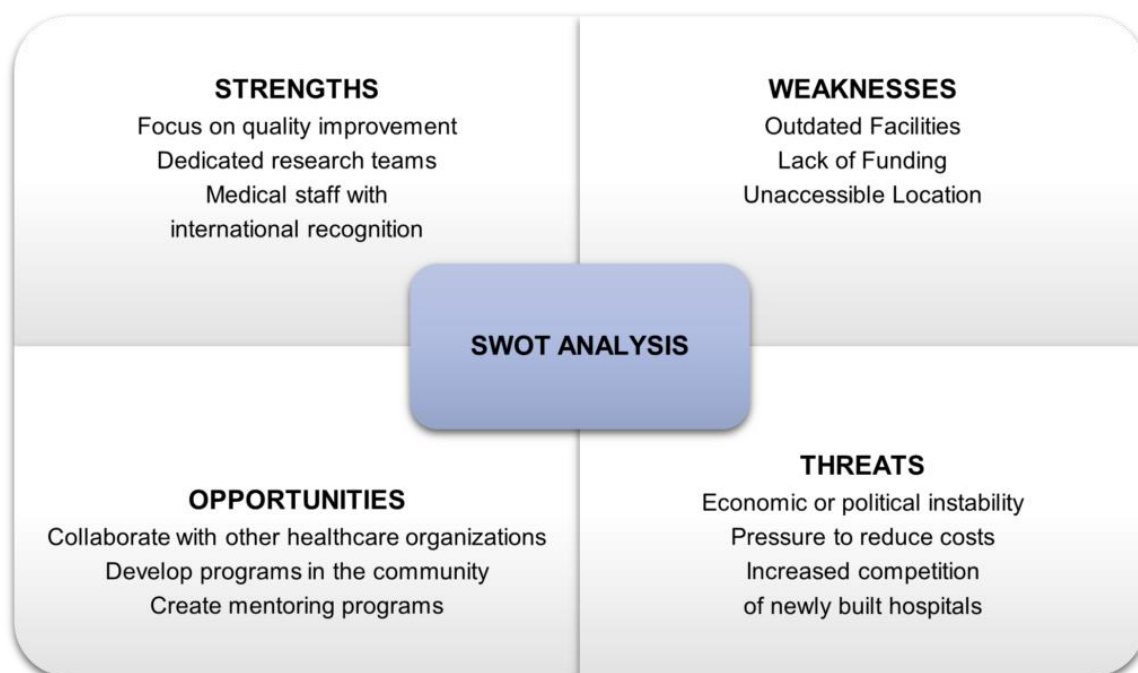 STRENGTHS
Focus on quality improvement
Dedicated research teams
Medical staff with
international recognition
WEAKNESSES
Outdated Facilities
Lack of Funding
Unaccessible Location
SWOT ANALYSIS
OPPORTUNITIES
Collaborate with other healthcare organizations
Develop programs in the community
Create mentoring programs
THREATS
Economic or political instability
Pressure to reduce costs
Increased competition
of newly built hospitals